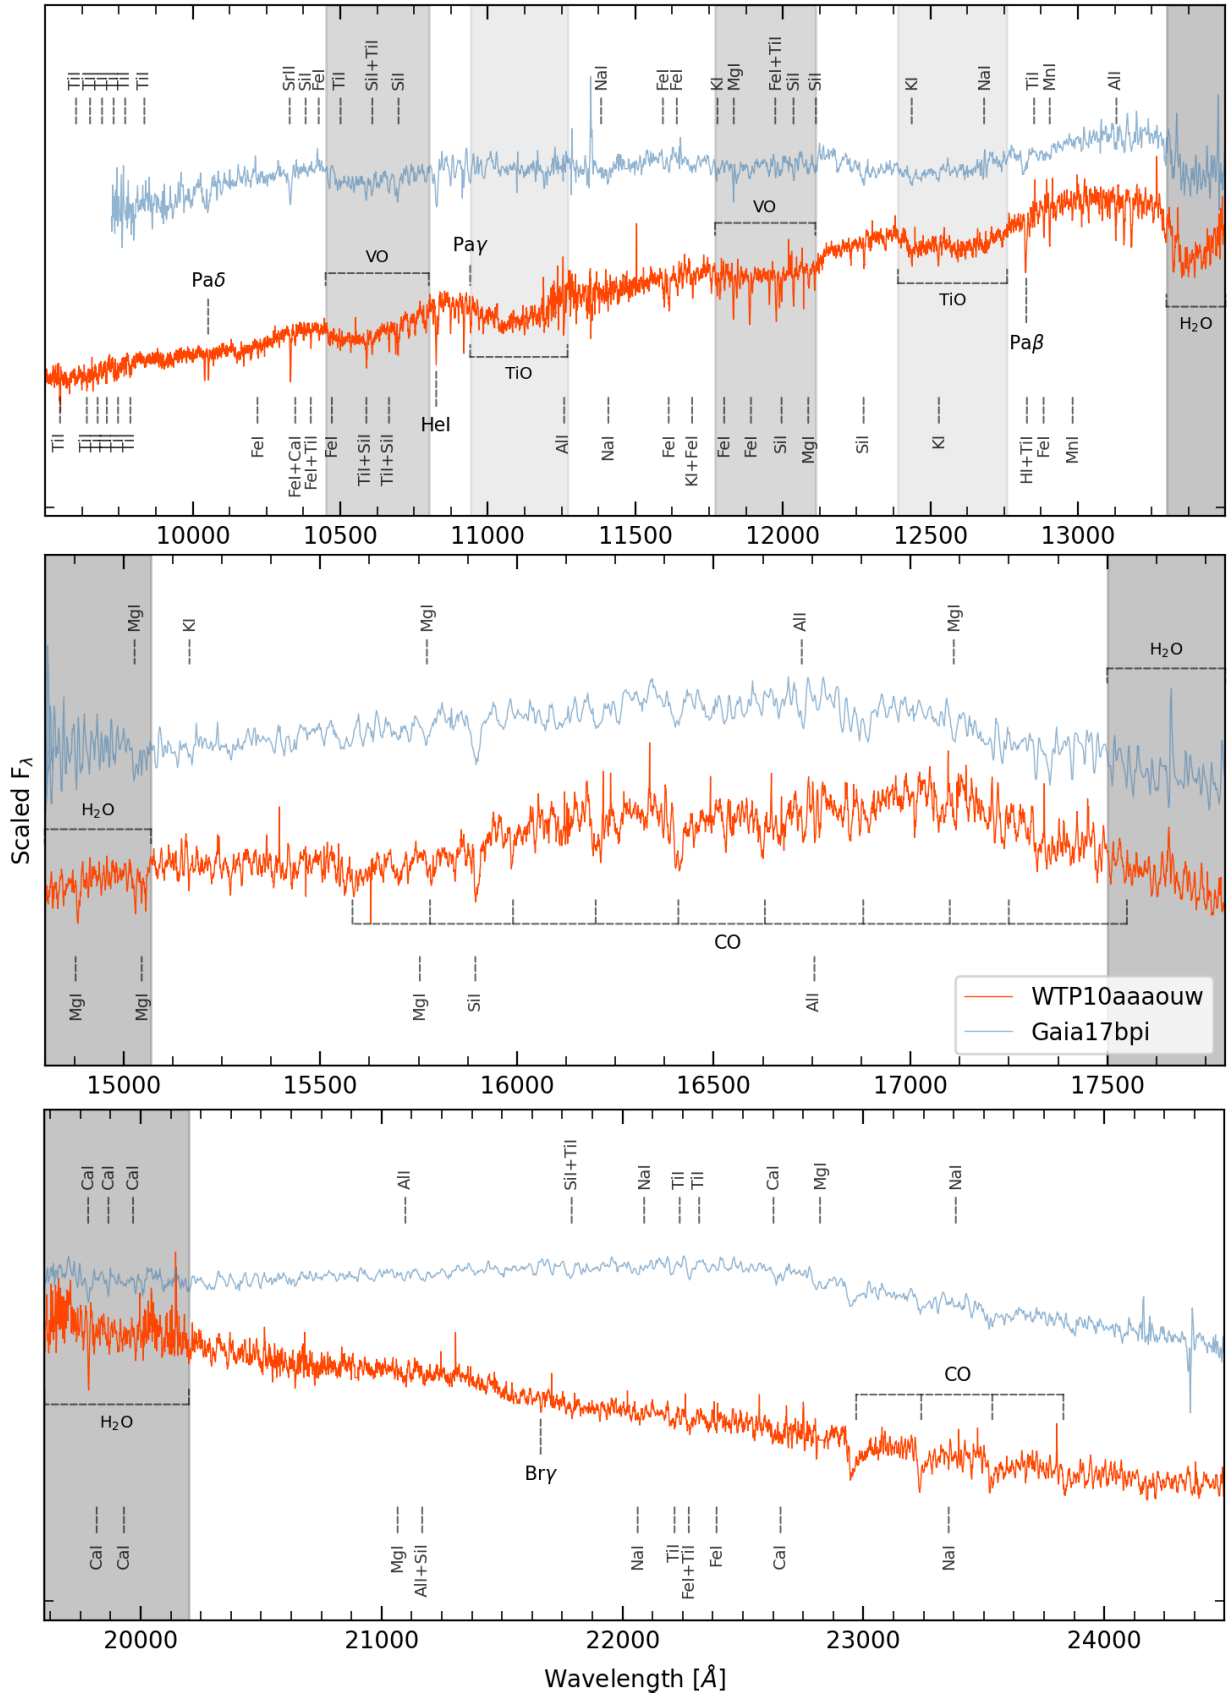 TiI TiI TiI TiI TiI TiI SrII SiI FeI TiI SiI+TiI SiI NaI FeI FeI KI MgI FeI+TiI SiI SiI KI NaI TiI MnI AlI
VO
Paγ
VO
Paδ
TiO
H₂O
Paβ
TiO
HeI
TiI TiI TiI TiI TiI TiI FeI FeI+CaI FeI+TiI FeI TiI+SiI TiI+SiI AlI NaI FeI KI+FeI FeI FeI SiI MgI SiI KI HI+TiI FeI MnI
10000 10500 11000 11500 12000 12500 13000
MgI KI MgI AlI MgI
H₂O
H₂O
CO
MgI MgI MgI SiI AlI
WTP10aaaouw
Gaia17bpi
15000 15500 16000 16500 17000 17500
Scaled F_λ
CaI CaI CaI AlI SiI+TiI NaI TiI TiI CaI MgI NaI
CO
H₂O
Brγ
CaI CaI MgI AlI+SiI NaI TiI FeI+TiI FeI CaI NaI
20000 21000 22000 23000 24000
Wavelength [Å]